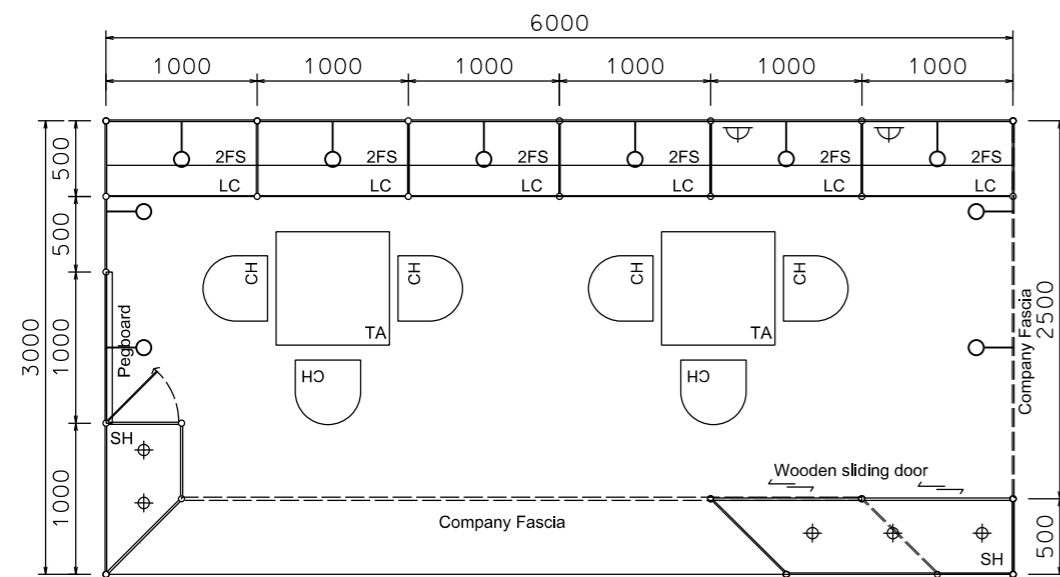 6000
1000 1000 1000 1000 1000 1000
2FS 2FS 2FS 2FS 2FS 2FS
LC LC LC LC LC LC
500
500
1000
3000
1000
2500
500
CH CH CH CH
TA TA
CH CH
Pegboard
Company Fascia
SH
Wooden sliding door
Company Fascia
SH